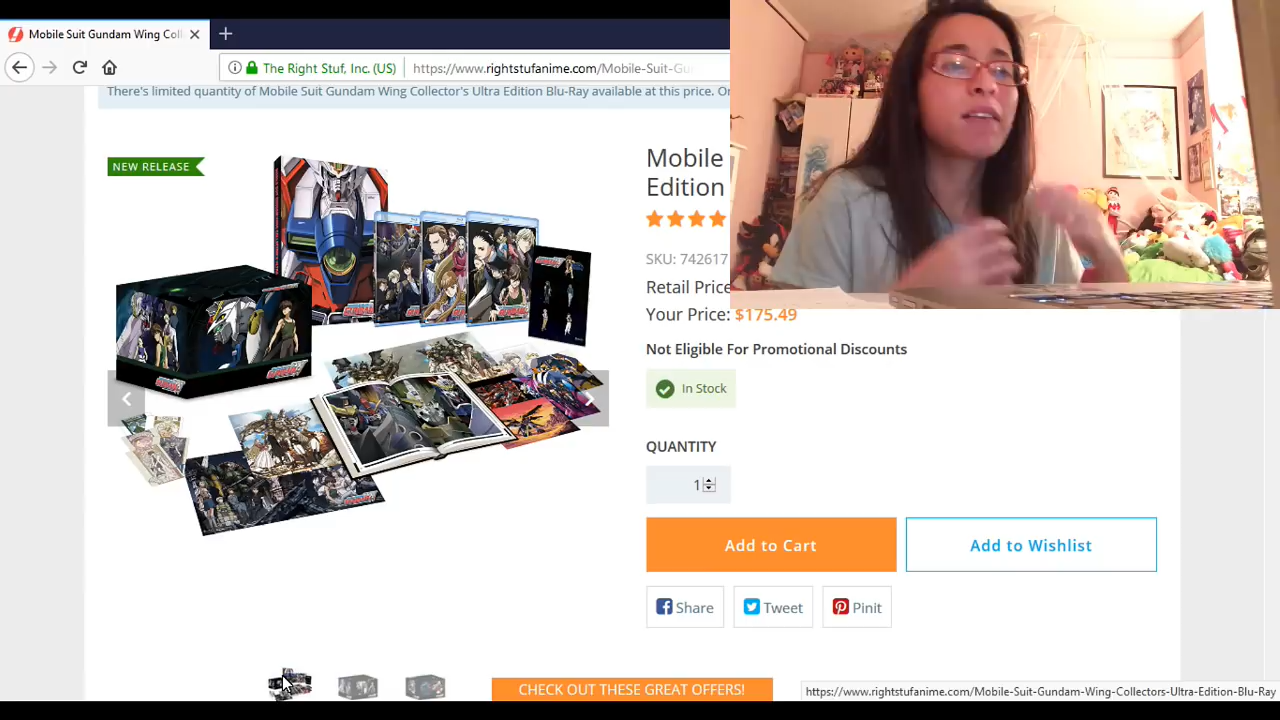 Mobile Suit Gundam Wing Coll
The Right Stuf, Inc. (US)
https://www.rightstufanime.com/Mobile-Suit-Gu
There's limited quantity of Mobile Suit Gundam Wing Collector's Ultra Edition Blu-Ray available at this price. Or
NEW RELEASE
Mobile
Edition
SKU: 742617
Retail Price
Your Price: $175.49
Not Eligible For Promotional Discounts
In Stock
QUANTITY
1
Add to Cart
Add to Wishlist
Share
Tweet
Pinit
CHECK OUT THESE GREAT OFFERS!
https://www.rightstufanime.com/Mobile-Suit-Gundam-Wing-Collectors-Ultra-Edition-Blu-Ray